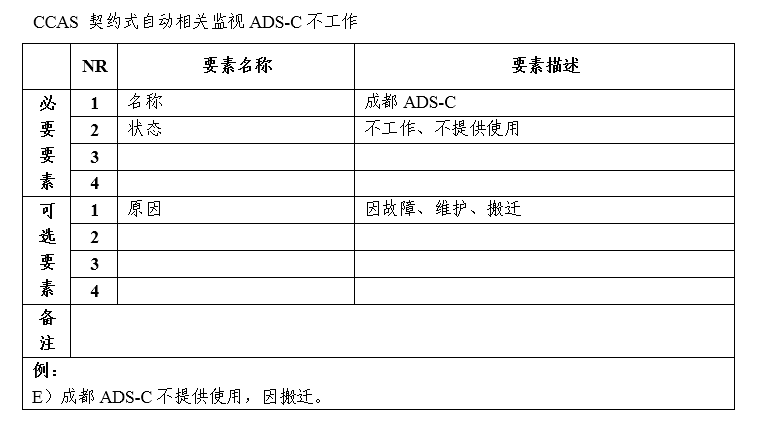 CCAS 契约式自动相关监视 ADS-C 不工作
NR 要素名称 要素描述
必要要素 1 名称 成都 ADS-C
2 状态 不工作、不提供使用
3
4
可选要素 1 原因 因故障、维护、搬迁
2
3
4
备注
例：
E）成都 ADS-C 不提供使用，因搬迁。